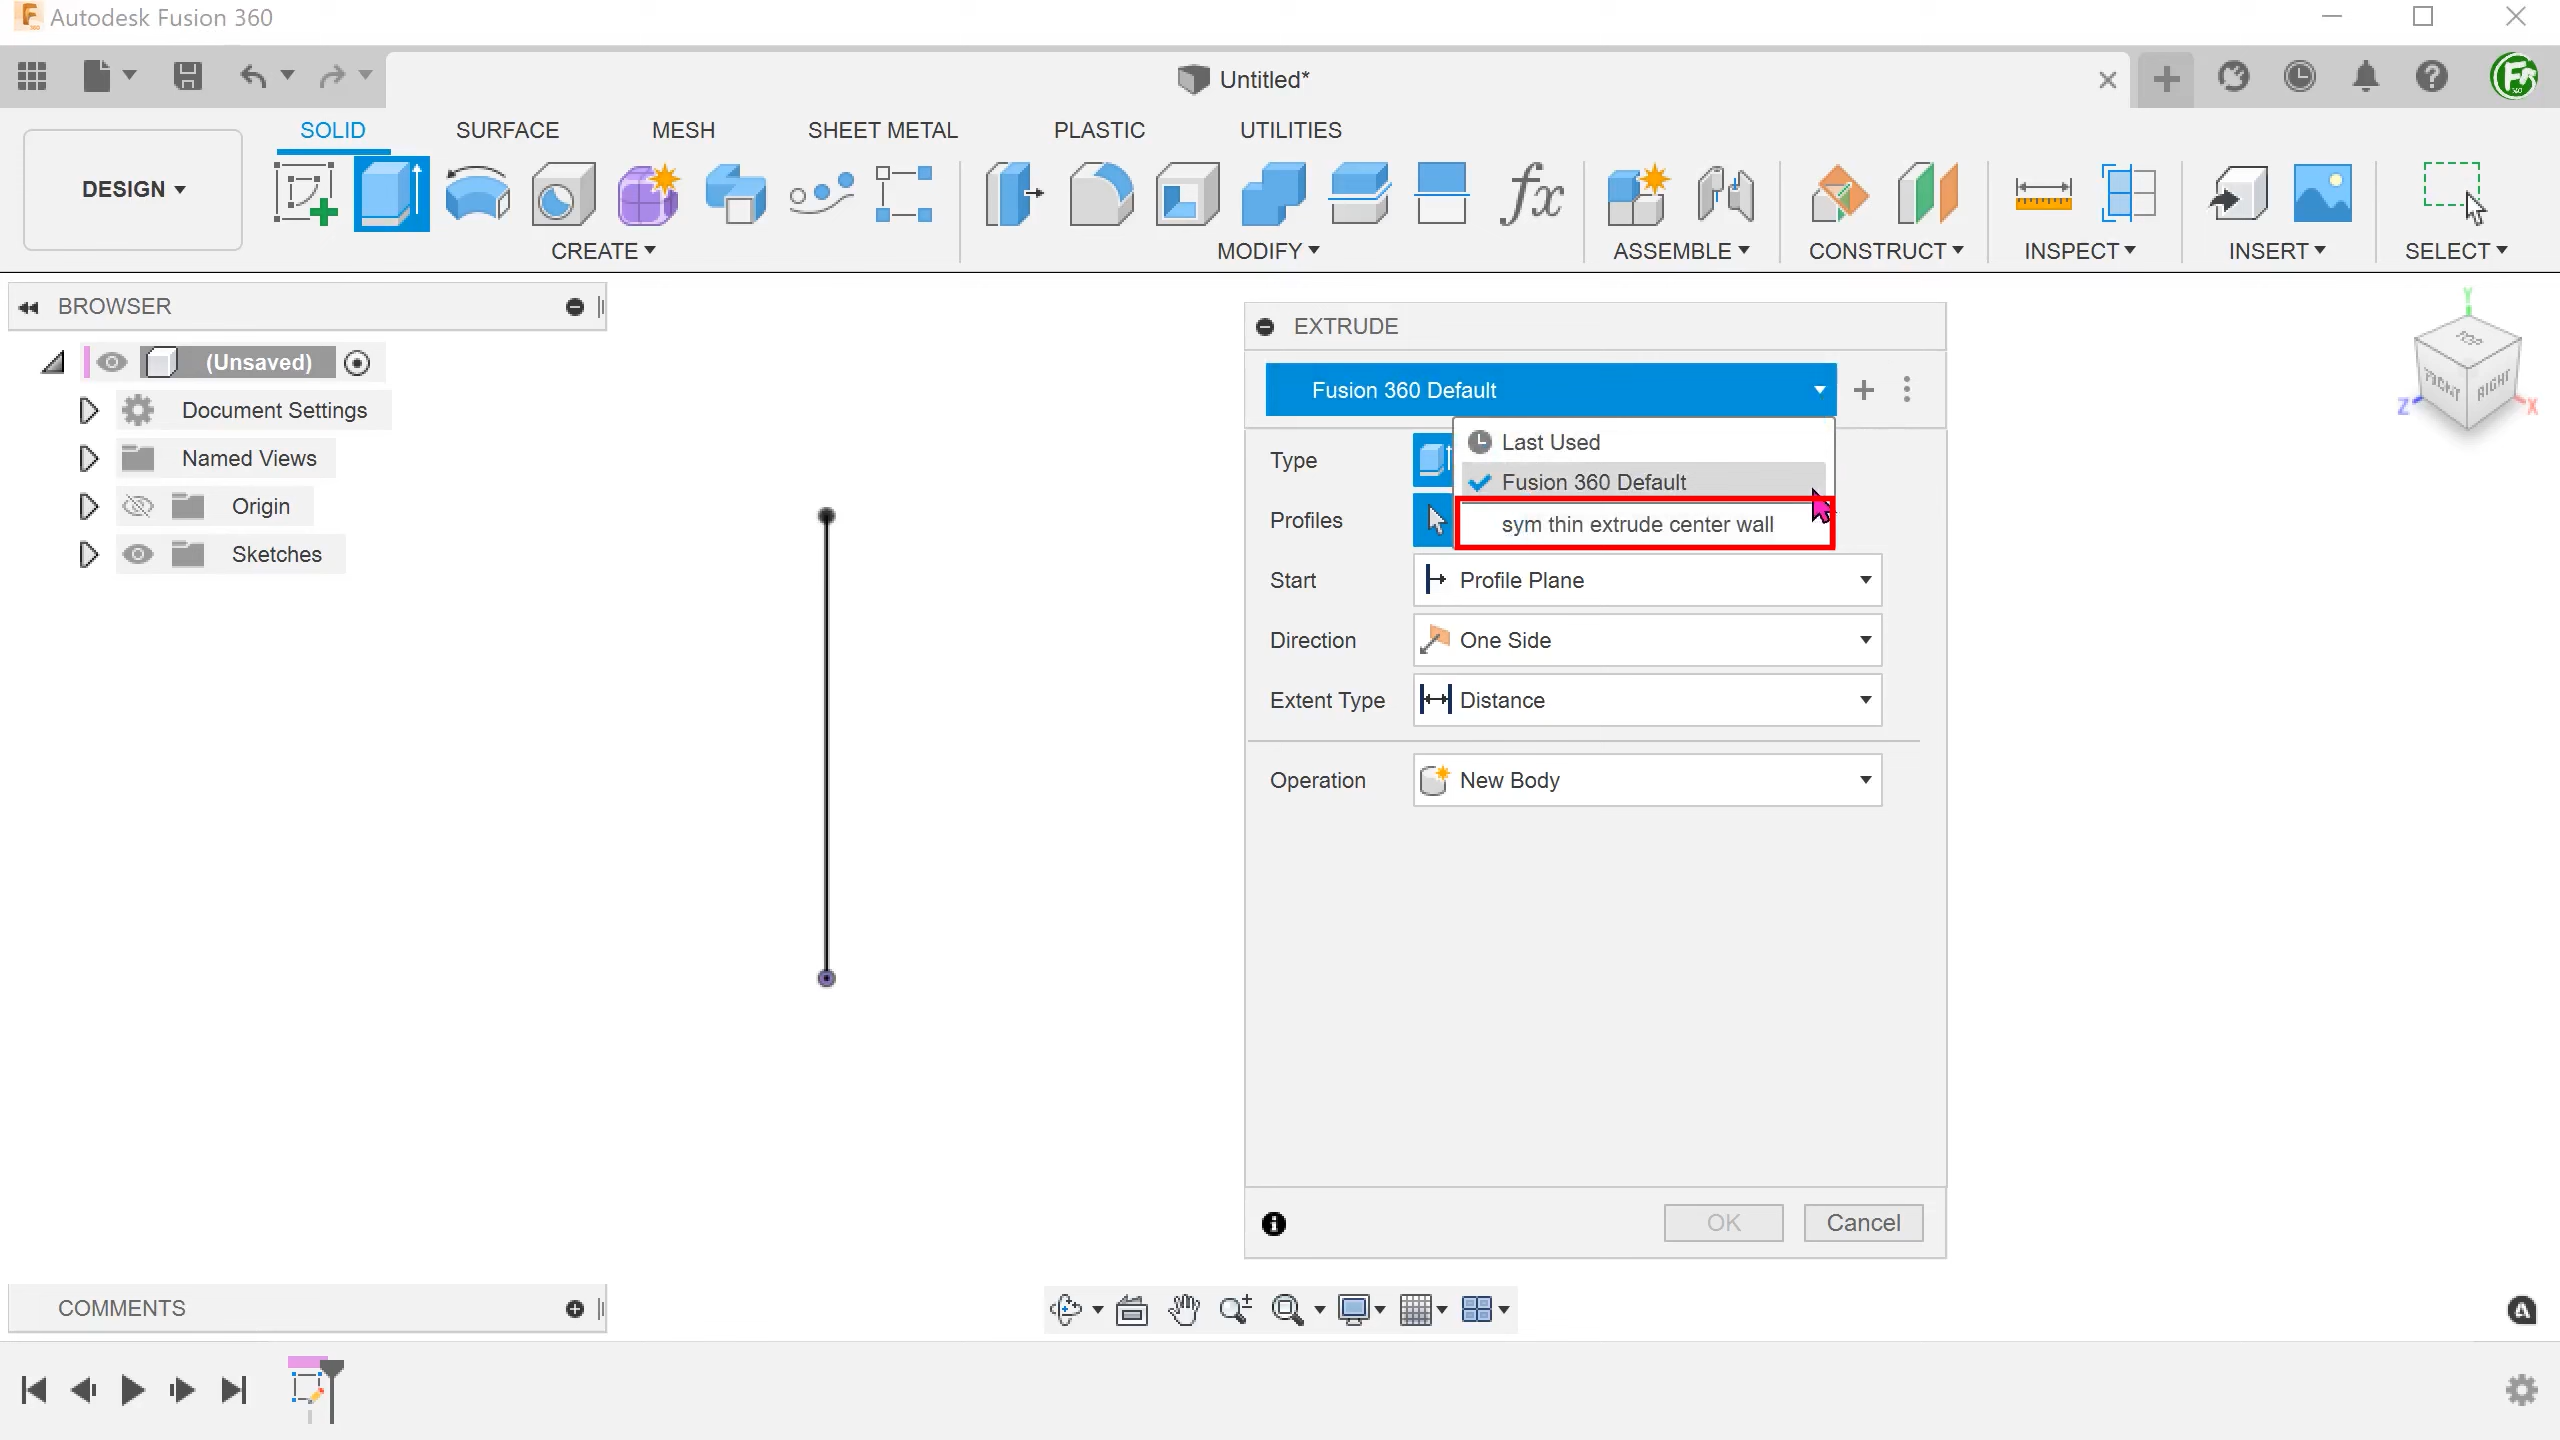 Autodesk Fusion 360
Untitled*
SOLID SURFACE MESH SHEET METAL PLASTIC UTILITIES
DESIGN
CREATE MODIFY ASSEMBLE CONSTRUCT INSPECT INSERT SELECT
BROWSER
(Unsaved)
Document Settings
Named Views
Origin
Sketches
EXTRUDE
Fusion 360 Default
Last Used
Fusion 360 Default
sym thin extrude center wall
Type
Profiles
Start Profile Plane
Direction One Side
Extent Type Distance
Operation New Body
OK Cancel
Y
TOP
FRONT RIGHT
Z X
COMMENTS